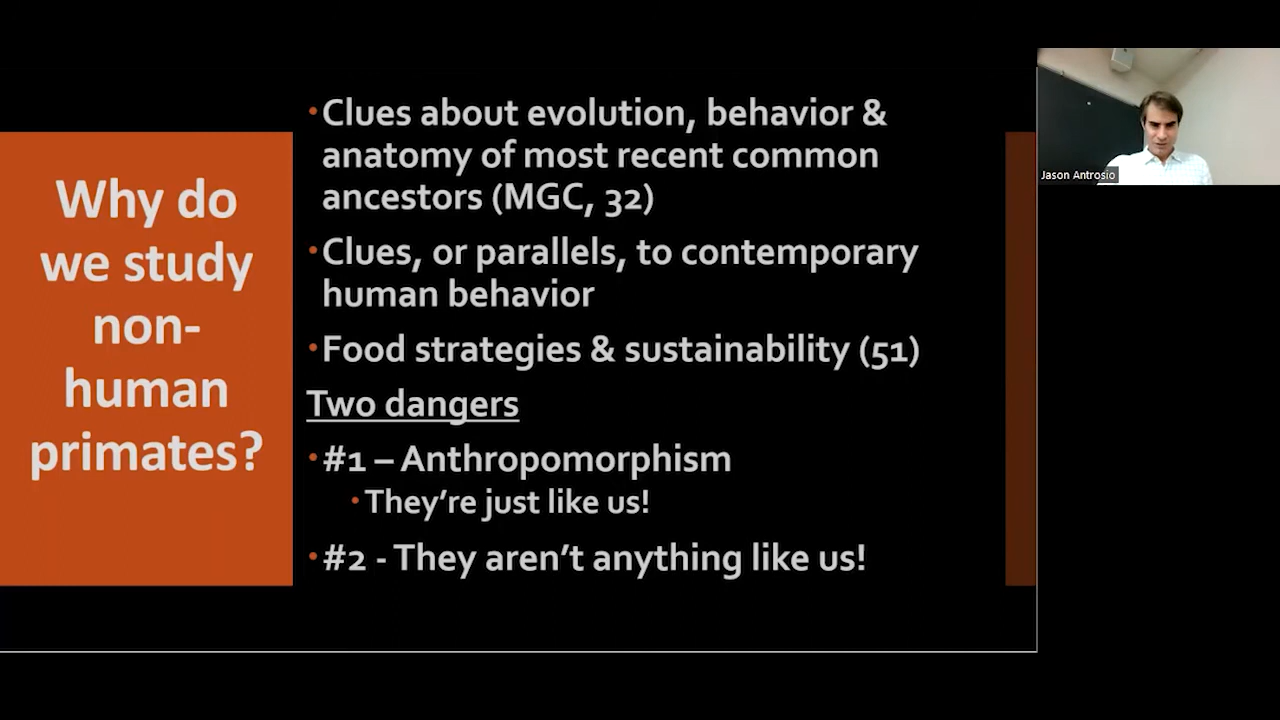 Why do
we study
non-
human
primates?
•Clues about evolution, behavior &
anatomy of most recent common
ancestors (MGC, 32)
•Clues, or parallels, to contemporary
human behavior
•Food strategies & sustainability (51)
Two dangers
•#1 – Anthropomorphism
•They’re just like us!
•#2 - They aren’t anything like us!
Jason Antrosio